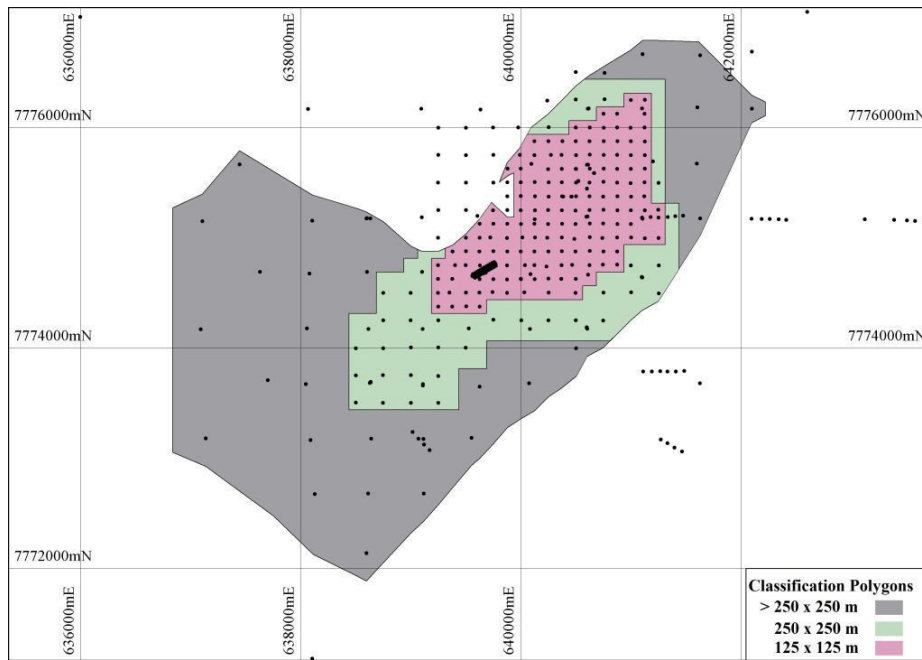 636000mE
638000mE
640000mE
642000mE
7776000mN
7776000mN
7774000mN
7774000mN
7772000mN
636000mE
638000mE
640000mE
Classification Polygons
> 250 x 250 m
250 x 250 m
125 x 125 m